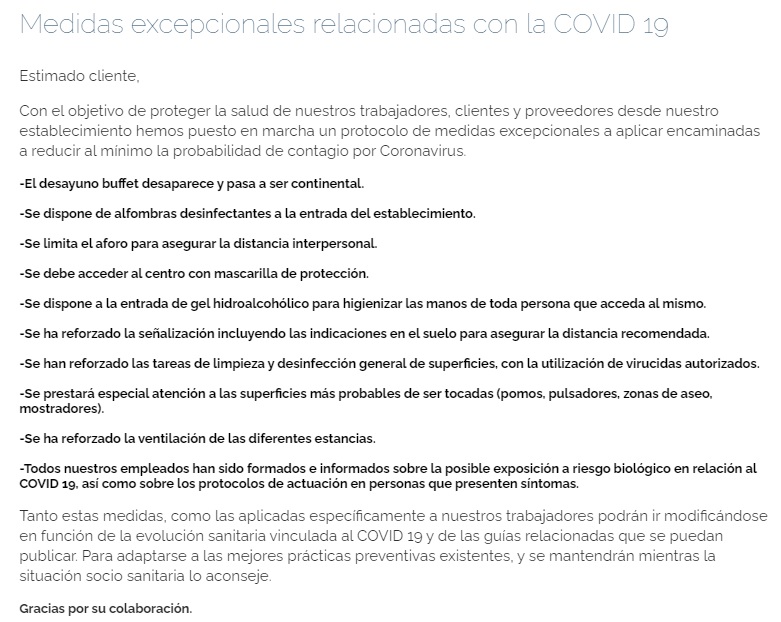 Medidas excepcionales relacionadas con la COVID 19
Estimado cliente,
Con el objetivo de proteger la salud de nuestros trabajadores, clientes y proveedores desde nuestro
establecimiento hemos puesto en marcha un protocolo de medidas excepcionales a aplicar encaminadas
a reducir al mínimo la probabilidad de contagio por Coronavirus.
-El desayuno buffet desaparece y pasa a ser continental.
-Se dispone de alfombras desinfectantes a la entrada del establecimiento.
-Se limita el aforo para asegurar la distancia interpersonal.
-Se debe acceder al centro con mascarilla de protección.
-Se dispone a la entrada de gel hidroalcohólico para higienizar las manos de toda persona que acceda al mismo.
-Se ha reforzado la señalización incluyendo las indicaciones en el suelo para asegurar la distancia recomendada.
-Se han reforzado las tareas de limpieza y desinfección general de superficies, con la utilización de virucidas autorizados.
-Se prestará especial atención a las superficies más probables de ser tocadas (pomos, pulsadores, zonas de aseo,
mostradores).
-Se ha reforzado la ventilación de las diferentes estancias.
-Todos nuestros empleados han sido formados e informados sobre la posible exposición a riesgo biológico en relación al
COVID 19, así como sobre los protocolos de actuación en personas que presenten síntomas.
Tanto estas medidas, como las aplicadas específicamente a nuestros trabajadores podrán ir modificándose
en función de la evolución sanitaria vinculada al COVID 19 y de las guías relacionadas que se puedan
publicar. Para adaptarse a las mejores prácticas preventivas existentes, y se mantendrán mientras la
situación socio sanitaria lo aconseje.
Gracias por su colaboración.